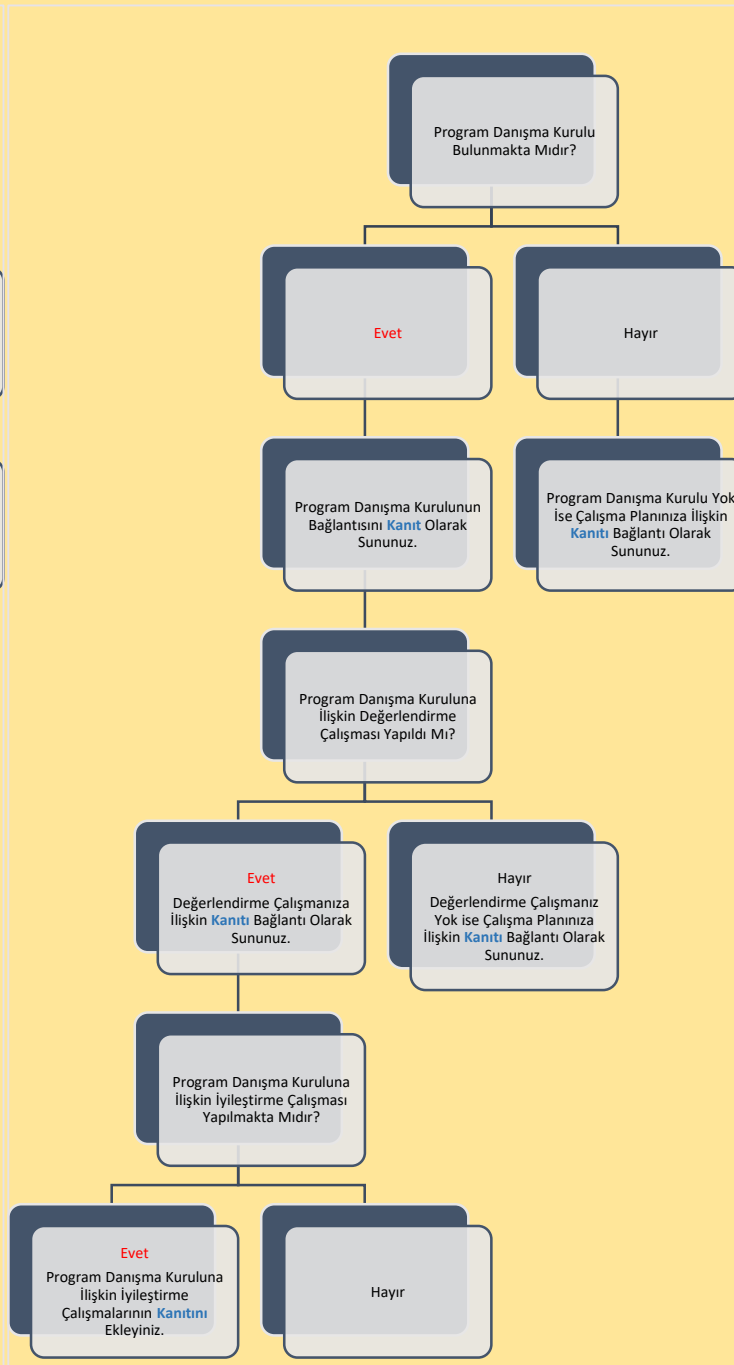 Program Danışma Kurulu
Bulunmakta Mıdır?
Evet
Hayır
Program Danışma Kurulunun
Bağlantısını Kanıt Olarak
Sununuz.
Program Danışma Kurulu Yok
İse Çalışma Planınıza İlişkin
Kanıtı Bağlantı Olarak
Sununuz.
Program Danışma Kuruluna
İlişkin Değerlendirme
Çalışması Yapıldı Mı?
Evet
Değerlendirme Çalışmanıza
İlişkin Kanıtı Bağlantı Olarak
Sununuz.
Hayır
Değerlendirme Çalışmanız
Yok ise Çalışma Planınıza
İlişkin Kanıtı Bağlantı Olarak
Sununuz.
Program Danışma Kuruluna
İlişkin İyileştirme Çalışması
Yapılmakta Mıdır?
Evet
Program Danışma Kuruluna
İlişkin İyileştirme
Çalışmalarının Kanıtını
Ekleyiniz.
Hayır